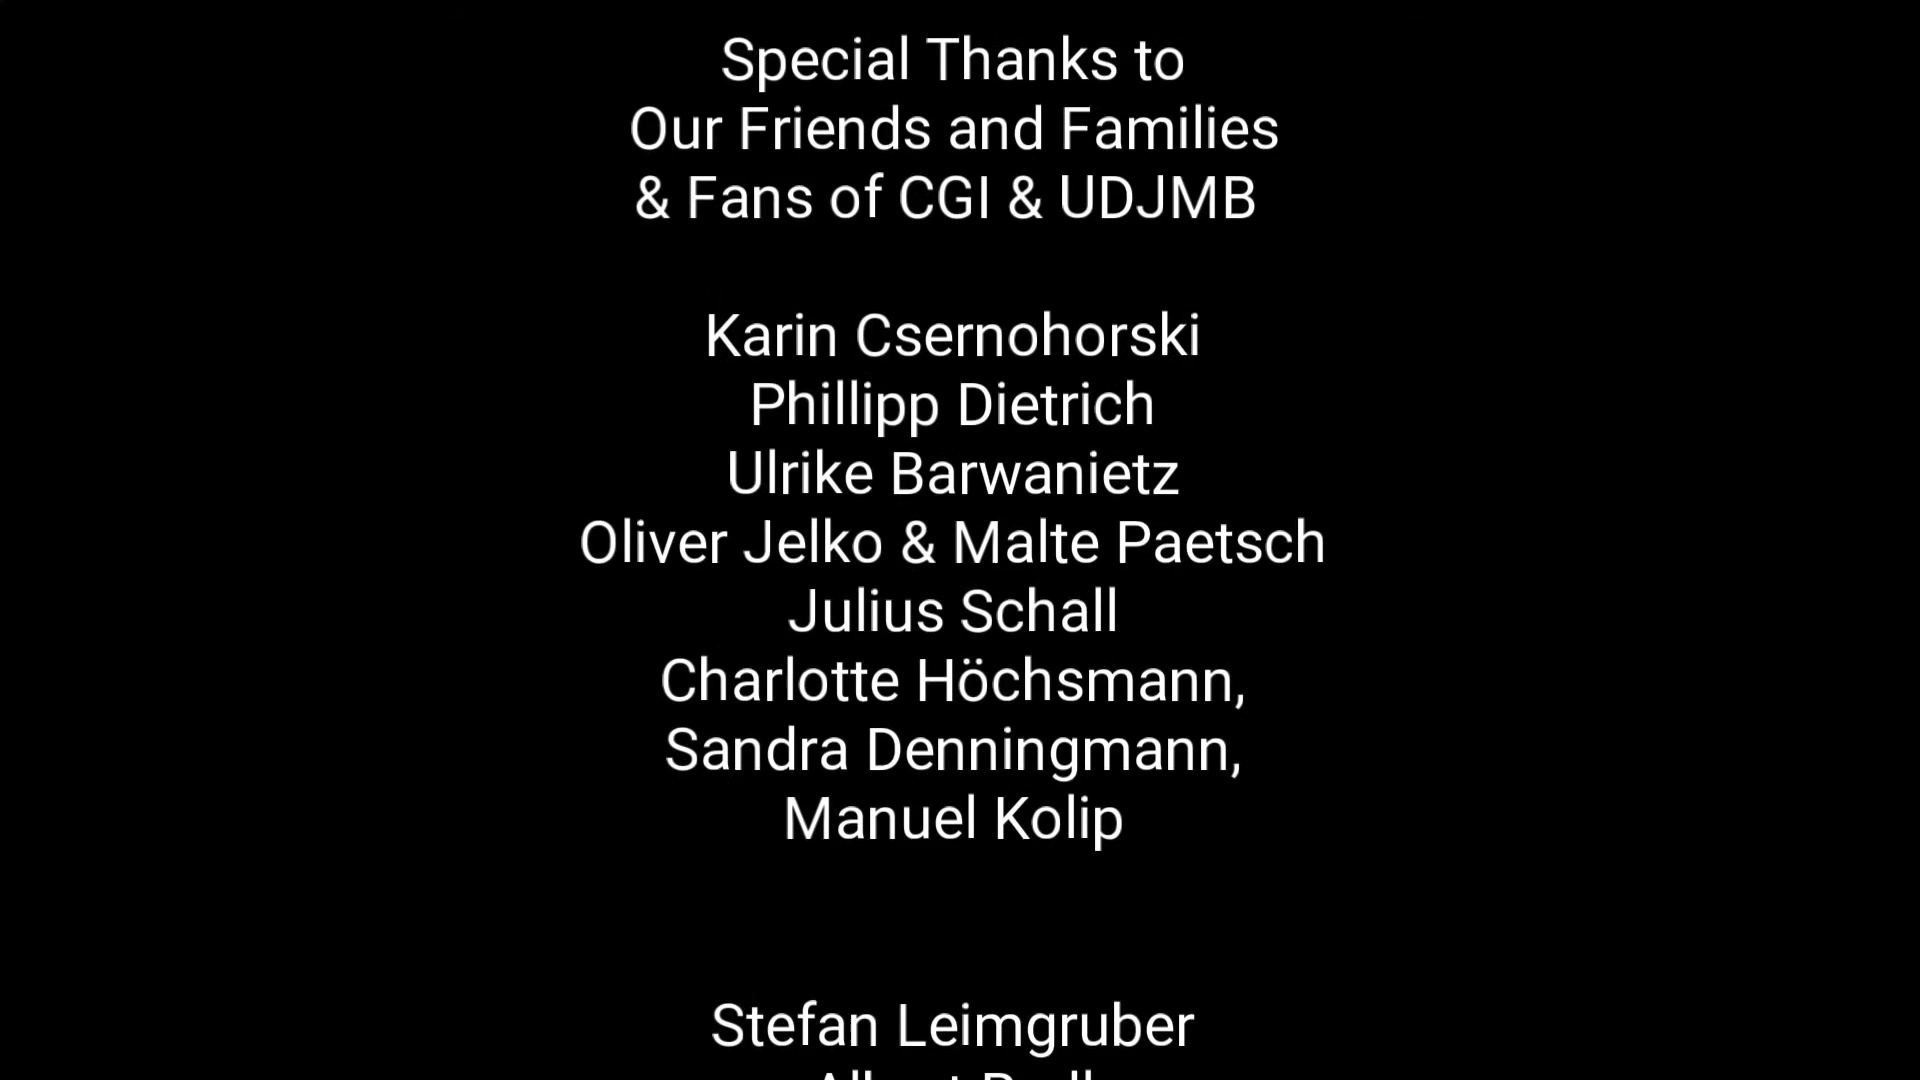 Special Thanks to
Our Friends and Families
& Fans of CGI & UDJMB
Karin Csernohorski
Phillipp Dietrich
Ulrike Barwanietz
Oliver Jelko & Malte Paetsch
Julius Schall
Charlotte Höchsmann,
Sandra Denningmann,
Manuel Kolip
Stefan Leimgruber